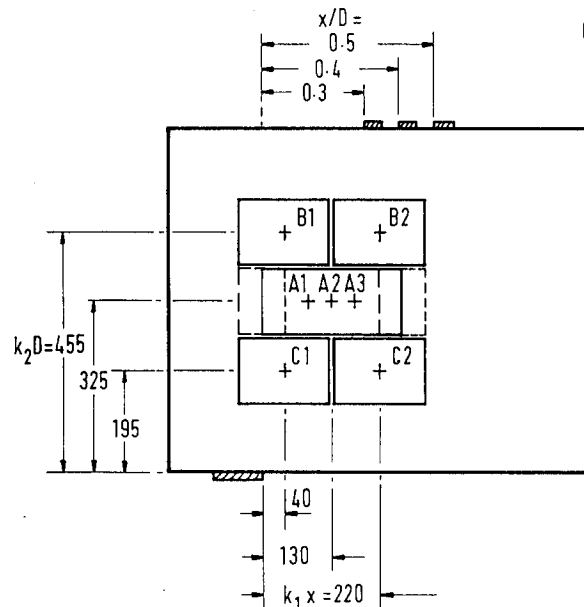 x/D =
0.5
0.4
0.3
B1 B2
A1 A2 A3
k₂D=455
C1 C2
325
195
40
130
k₁ x =220